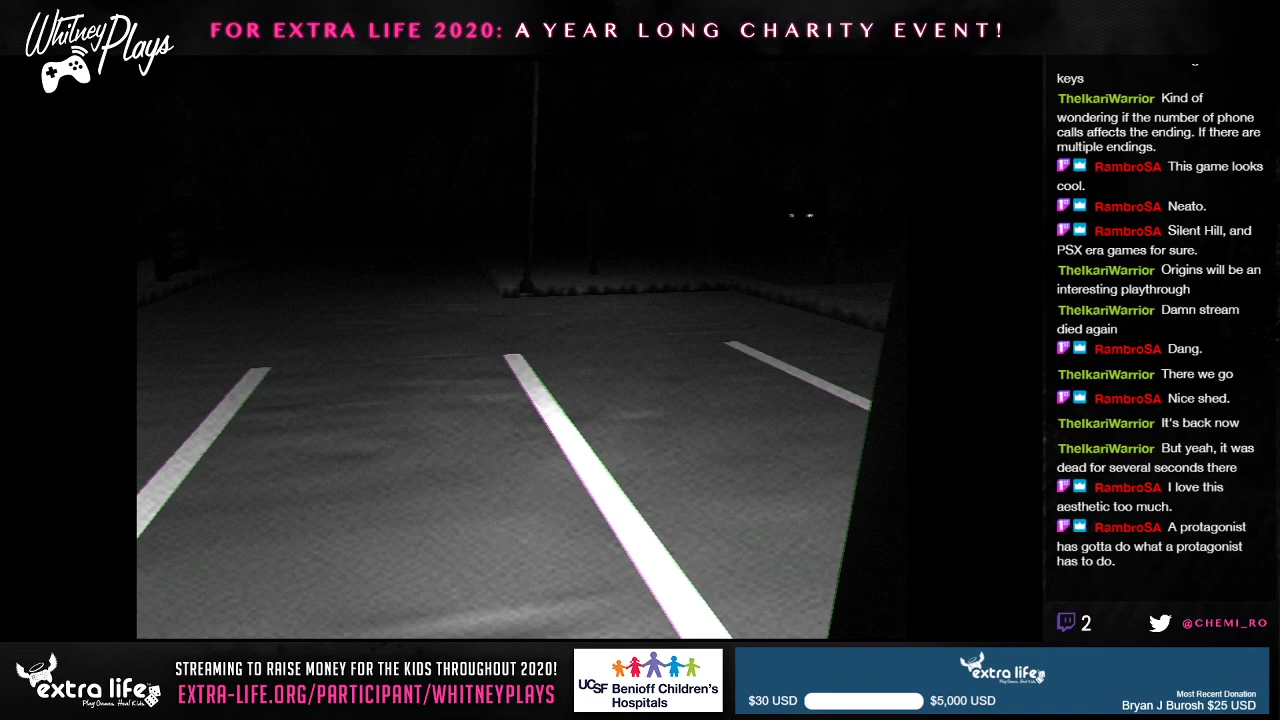 Whitney Plays
FOR EXTRA LIFE 2020: A YEAR LONG CHARITY EVENT!
keys
TheIkariWarrior Kind of
wondering if the number of phone
calls affects the ending. If there are
multiple endings.
RambroSA This game looks
cool.
RambroSA Neato.
RambroSA Silent Hill, and
PSX era games for sure.
TheIkariWarrior Origins will be an
interesting playthrough
TheIkariWarrior Damn stream
died again
RambroSA Dang.
TheIkariWarrior There we go
RambroSA Nice shed.
TheIkariWarrior It's back now
TheIkariWarrior But yeah, it was
dead for several seconds there
RambroSA I love this
aesthetic too much.
RambroSA A protagonist
has gotta do what a protagonist
has to do.
2 @CHEMI_RO
extra life
Play Games. Heal Kids.
STREAMING TO RAISE MONEY FOR THE KIDS THROUGHOUT 2020!
EXTRA-LIFE.ORG/PARTICIPANT/WHITNEYPLAYS
UCSF Benioff Children's
Hospitals
extra life
Play Games. Heal Kids.
$30 USD $5,000 USD
Most Recent Donation
Bryan J Burosh $25 USD